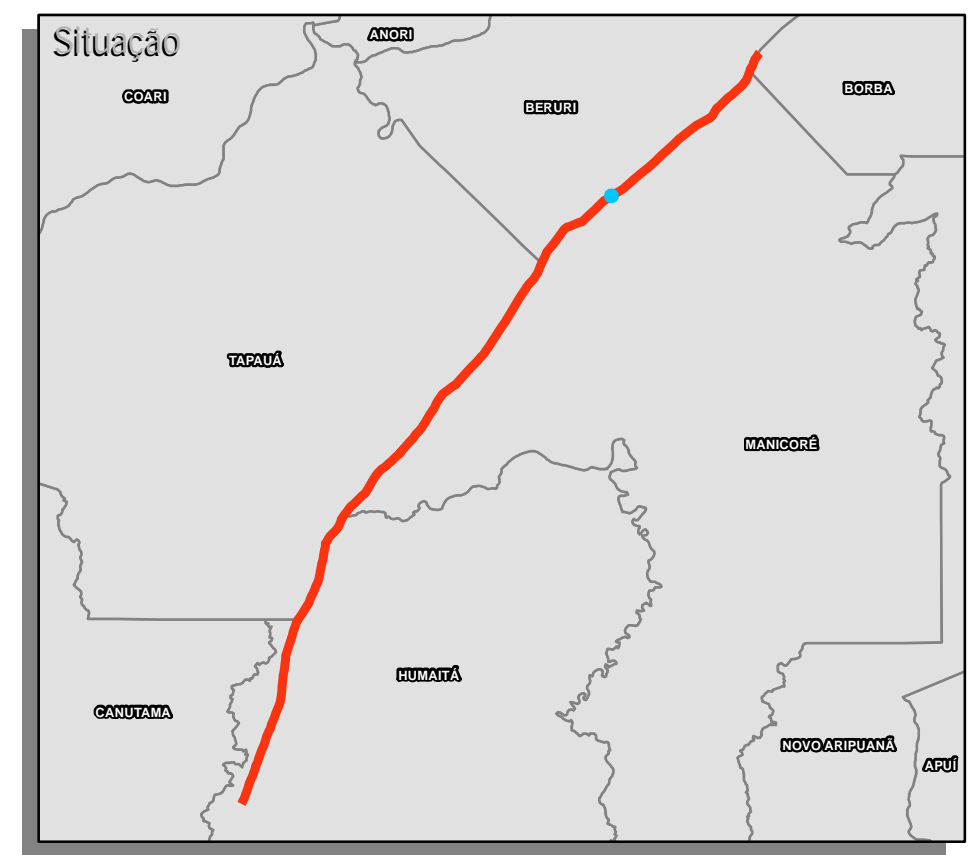 Situação
ANORI
COARI
BORBA
BERURI
TAPAUÁ
MANICORÉ
HUMAITÁ
CANUTAMA
NOVO ARIPUANÃ
APUÍ